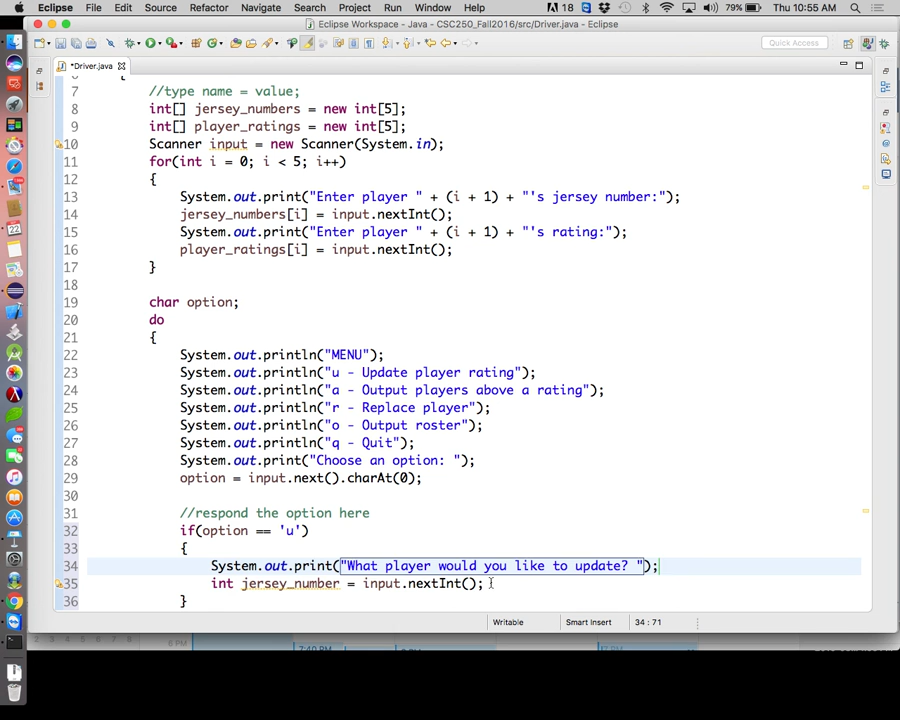 Eclipse File Edit Source Refactor Navigate Search Project Run Window Help 18 79% Thu 10:55 AM
Eclipse Workspace - Java - CSC250_Fall2016/src/Driver.java - Eclipse
Quick Access
*Driver.java
6 {
7 //type name = value;
8 int[] jersey_numbers = new int[5];
9 int[] player_ratings = new int[5];
10 Scanner input = new Scanner(System.in);
11 for(int i = 0; i < 5; i++)
12 {
13 System.out.print("Enter player " + (i + 1) + "'s jersey number:");
14 jersey_numbers[i] = input.nextInt();
15 System.out.print("Enter player " + (i + 1) + "'s rating:");
16 player_ratings[i] = input.nextInt();
17 }
18
19 char option;
20 do
21 {
22 System.out.println("MENU");
23 System.out.println("u - Update player rating");
24 System.out.println("a - Output players above a rating");
25 System.out.println("r - Replace player");
26 System.out.println("o - Output roster");
27 System.out.println("q - Quit");
28 System.out.print("Choose an option: ");
29 option = input.next().charAt(0);
30
31 //respond the option here
32 if(option == 'u')
33 {
34 System.out.print("What player would you like to update? ");
35 int jersey_number = input.nextInt();
36 }
Writable Smart Insert 34 : 71